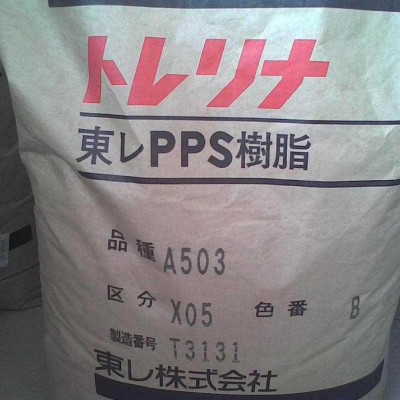 トレリナ
東レPPS樹脂
品種 A503
区分 X05 色番 B
製造番号 T3131
東レ株式会社